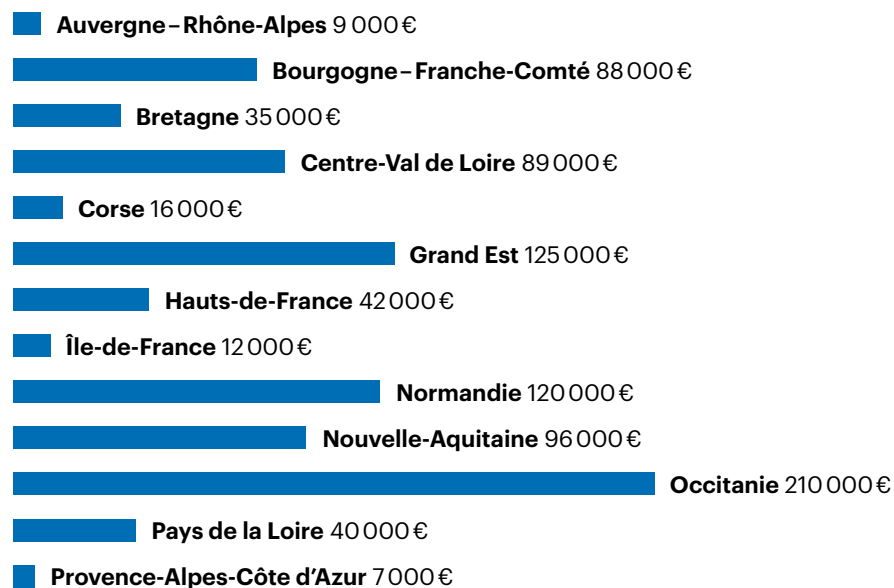 Auvergne–Rhône-Alpes 9 000 €
Bourgogne–Franche-Comté 88 000 €
Bretagne 35 000 €
Centre-Val de Loire 89 000 €
Corse 16 000 €
Grand Est 125 000 €
Hauts-de-France 42 000 €
Île-de-France 12 000 €
Normandie 120 000 €
Nouvelle-Aquitaine 96 000 €
Occitanie 210 000 €
Pays de la Loire 40 000 €
Provence-Alpes-Côte d’Azur 7 000 €